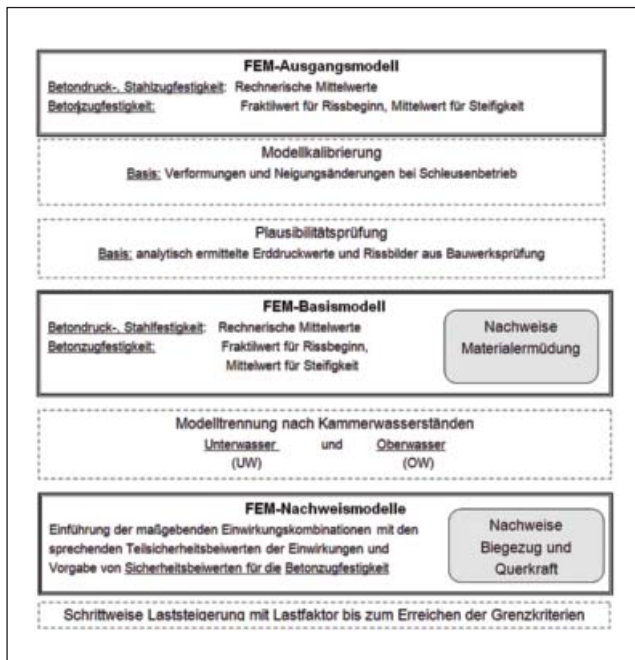 FEM-Ausgangsmodell
Betondruck-, Stahlzugfestigkeit: Rechnerische Mittelwerte
Betonzugfestigkeit: Fraktilwert für Rissbeginn, Mittelwert für Steifigkeit
Modellkalibrierung
Basis: Verformungen und Neigungsänderungen bei Schleusenbetrieb
Plausibilitätsprüfung
Basis: analytisch ermittelte Erddruckwerte und Rissbilder aus Bauwerksprüfung
FEM-Basismodell
Betondruck-, Stahlfestigkeit: Rechnerische Mittelwerte
Betonzugfestigkeit: Fraktilwert für Rissbeginn,
Mittelwert für Steifigkeit
Nachweise
Materialermüdung
Modelltrennung nach Kammerwasserständen
Unterwasser und Oberwasser
(UW) (OW)
FEM-Nachweismodelle
Einführung der maßgebenden Einwirkungskombinationen mit den
sprechenden Teilsicherheitsbeiwerten der Einwirkungen und
Vorgabe von Sicherheitsbeiwerten für die Betonzugfestigkeit
Nachweise
Biegezug und
Querkraft
Schrittweise Laststeigerung mit Lastfaktor bis zum Erreichen der Grenzkriterien